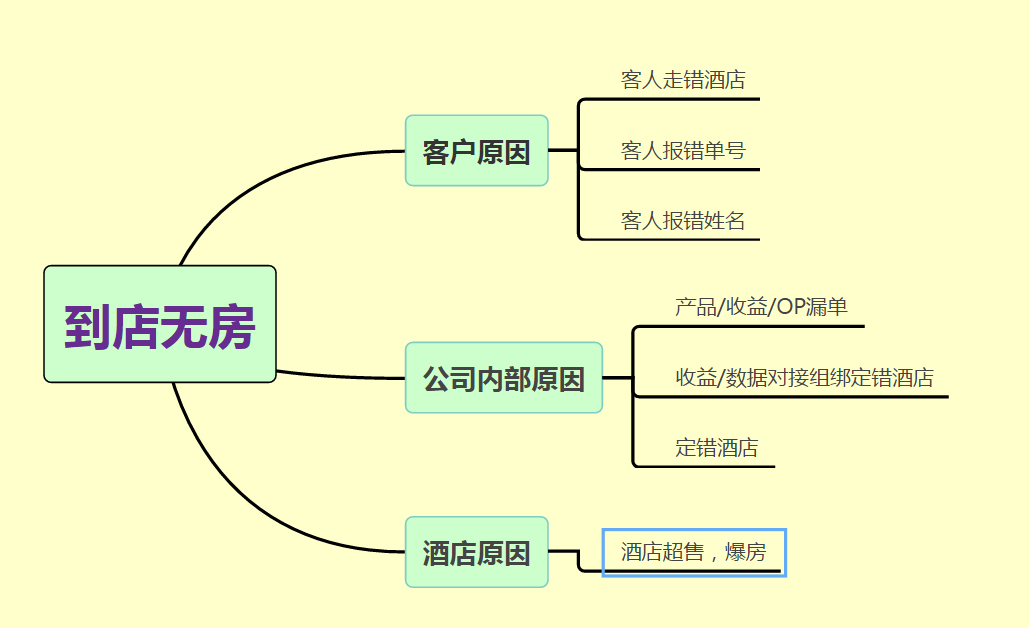 到店无房
客户原因
客人走错酒店
客人报错单号
客人报错姓名
公司内部原因
产品/收益/OP漏单
收益/数据对接组绑定错酒店
定错酒店
酒店原因
酒店超售，爆房